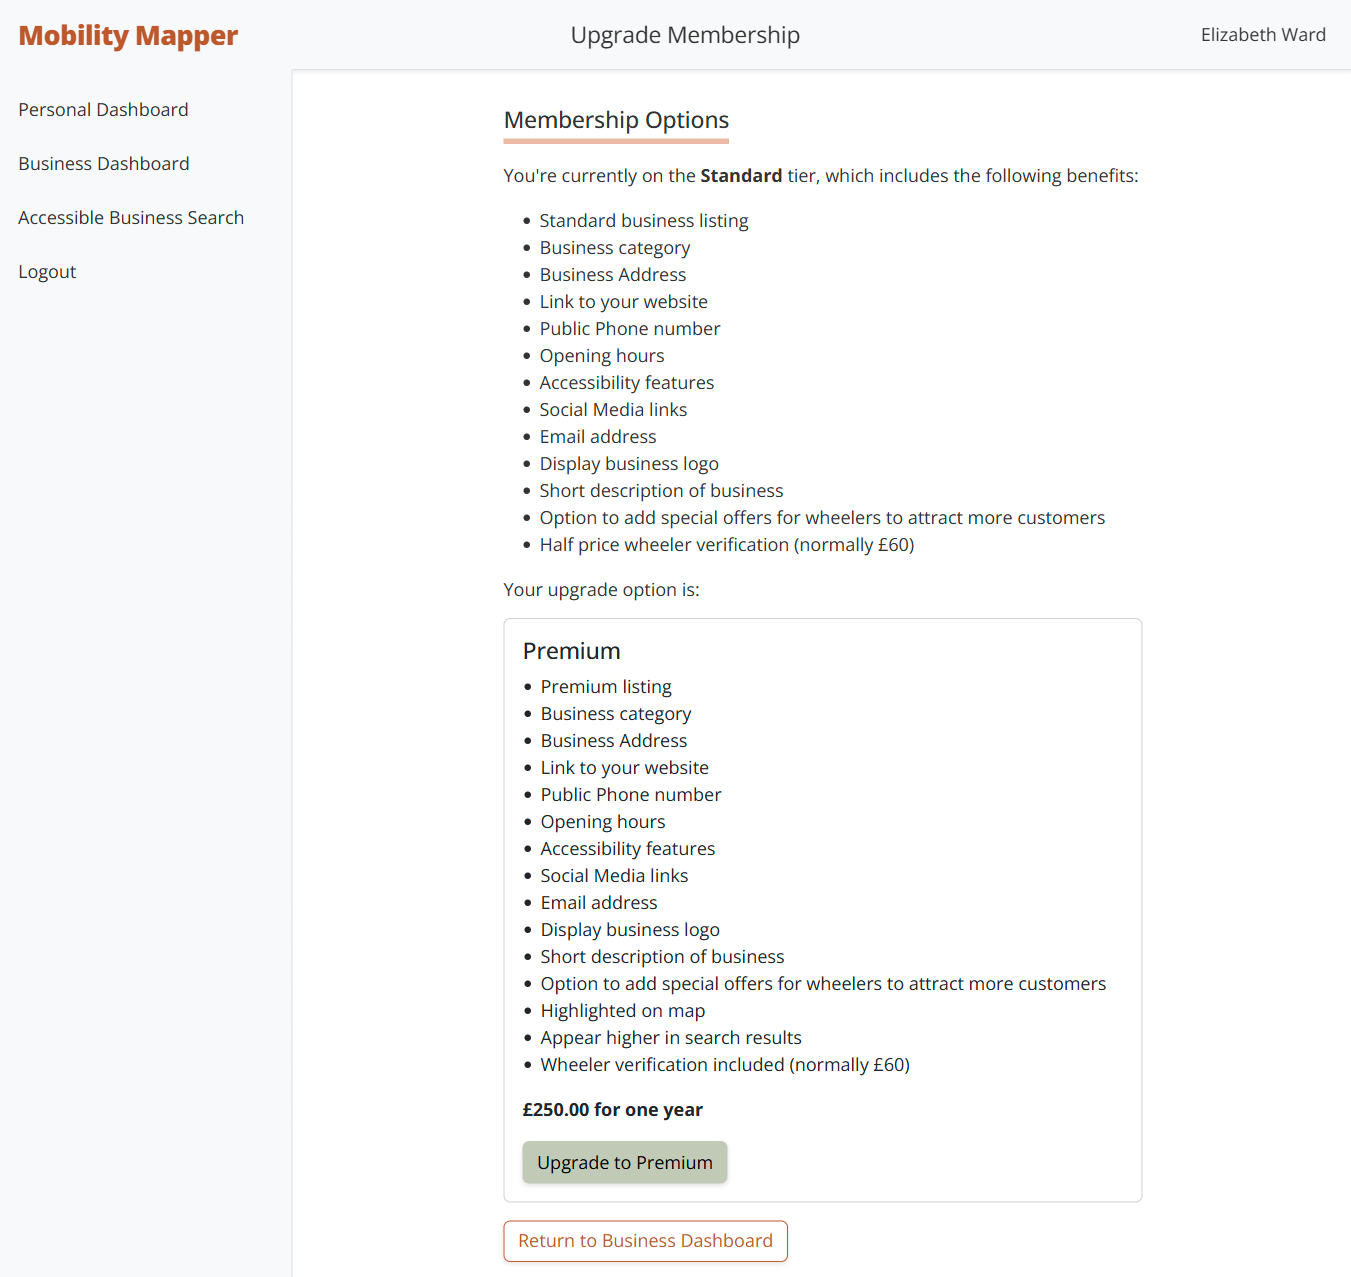 Mobility Mapper
Upgrade Membership
Elizabeth Ward
Personal Dashboard
Business Dashboard
Accessible Business Search
Logout
Membership Options
You're currently on the Standard tier, which includes the following benefits:
• Standard business listing
• Business category
• Business Address
• Link to your website
• Public Phone number
• Opening hours
• Accessibility features
• Social Media links
• Email address
• Display business logo
• Short description of business
• Option to add special offers for wheelers to attract more customers
• Half price wheeler verification (normally £60)
Your upgrade option is:
Premium
• Premium listing
• Business category
• Business Address
• Link to your website
• Public Phone number
• Opening hours
• Accessibility features
• Social Media links
• Email address
• Display business logo
• Short description of business
• Option to add special offers for wheelers to attract more customers
• Highlighted on map
• Appear higher in search results
• Wheeler verification included (normally £60)
£250.00 for one year
Upgrade to Premium
Return to Business Dashboard